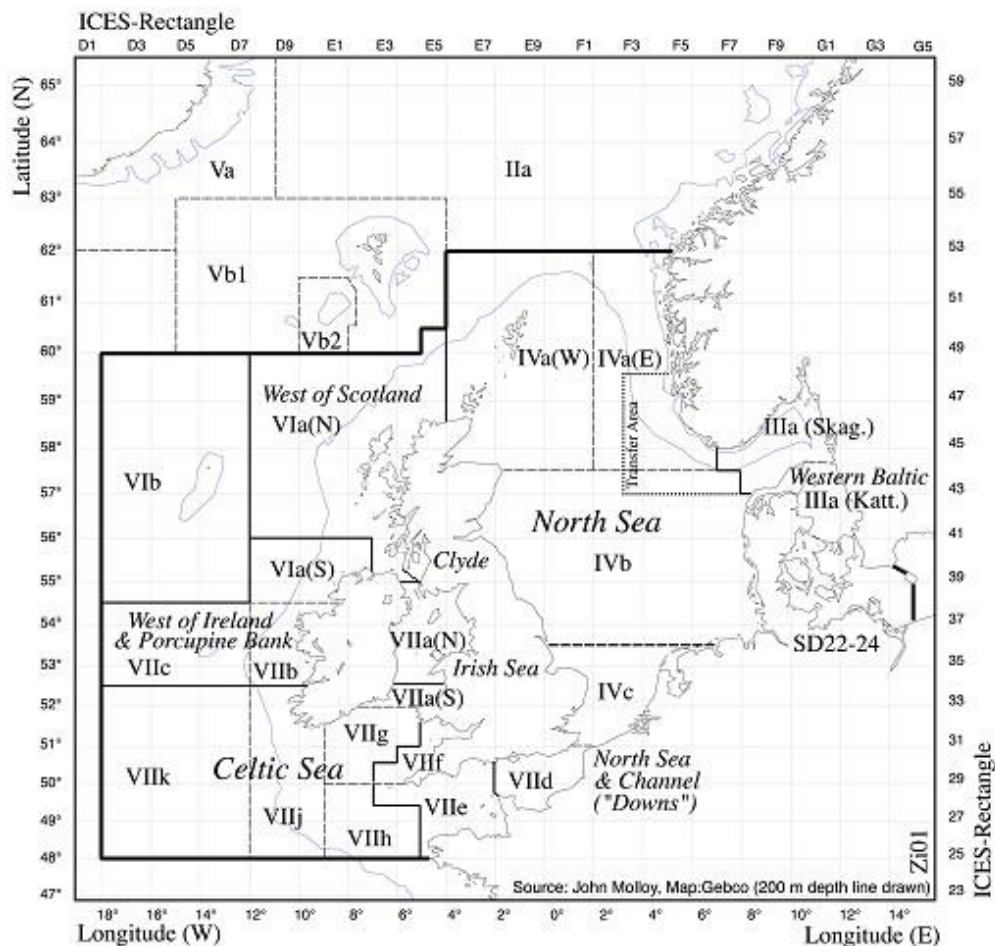 ICES-Rectangle
D1 D3 D5 D7 D9 E1 E3 E5 E7 E9 F1 F3 F5 F7 F9 G1 G3 G5
Latitude (N)
65°
64°
63°
62°
61°
60°
59°
58°
57°
56°
55°
54°
53°
52°
51°
50°
49°
48°
47°
59
57
55
53
51
49
48
47
45
43
41
39
37
35
33
31
29
27
25
23
ICES-Rectangle
Va
IIa
Vb1
Vb2
IVa(W)
IVa(E)
West of Scotland
VIa(N)
Transfer Area
IIIa (Skag.)
VIb
Western Baltic
IIIa (Katt.)
North Sea
IVb
Clyde
VIa(S)
West of Ireland
& Porcupine Bank
VIIc
VIIb
VIIa(N)
Irish Sea
VIIa(S)
SD22-24
IVc
VIIg
VIIf
Celtic Sea
VIIk
VIIj
VIIh
VIIe
VIId
North Sea
& Channel
("Downs")
Zi01
Source: John Molloy, Map:Gebco (200 m depth line drawn)
18° 16° 14° 12° 10° 8° 6° 4° 2° 0° 2° 4° 6° 8° 10° 12° 14°
Longitude (W)
Longitude (E)